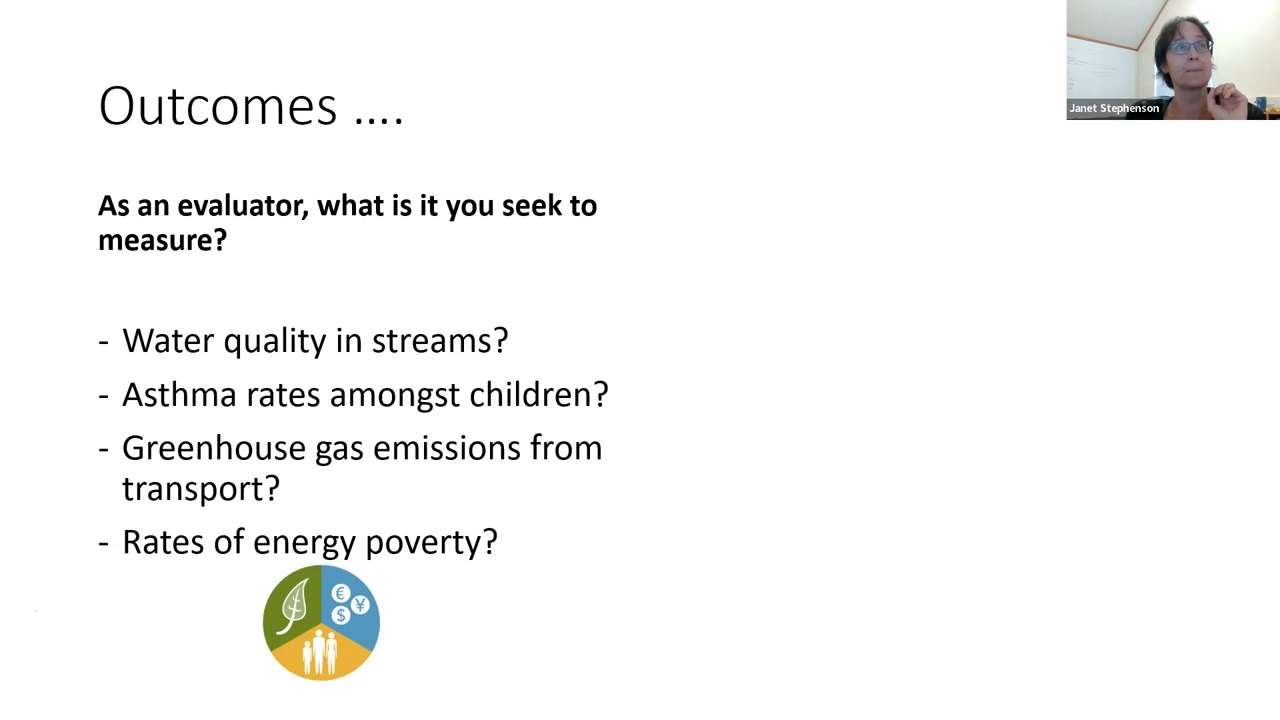 Outcomes ....
Janet Stephenson
As an evaluator, what is it you seek to
measure?
- Water quality in streams?
- Asthma rates amongst children?
- Greenhouse gas emissions from
transport?
- Rates of energy poverty?
€
¥
$